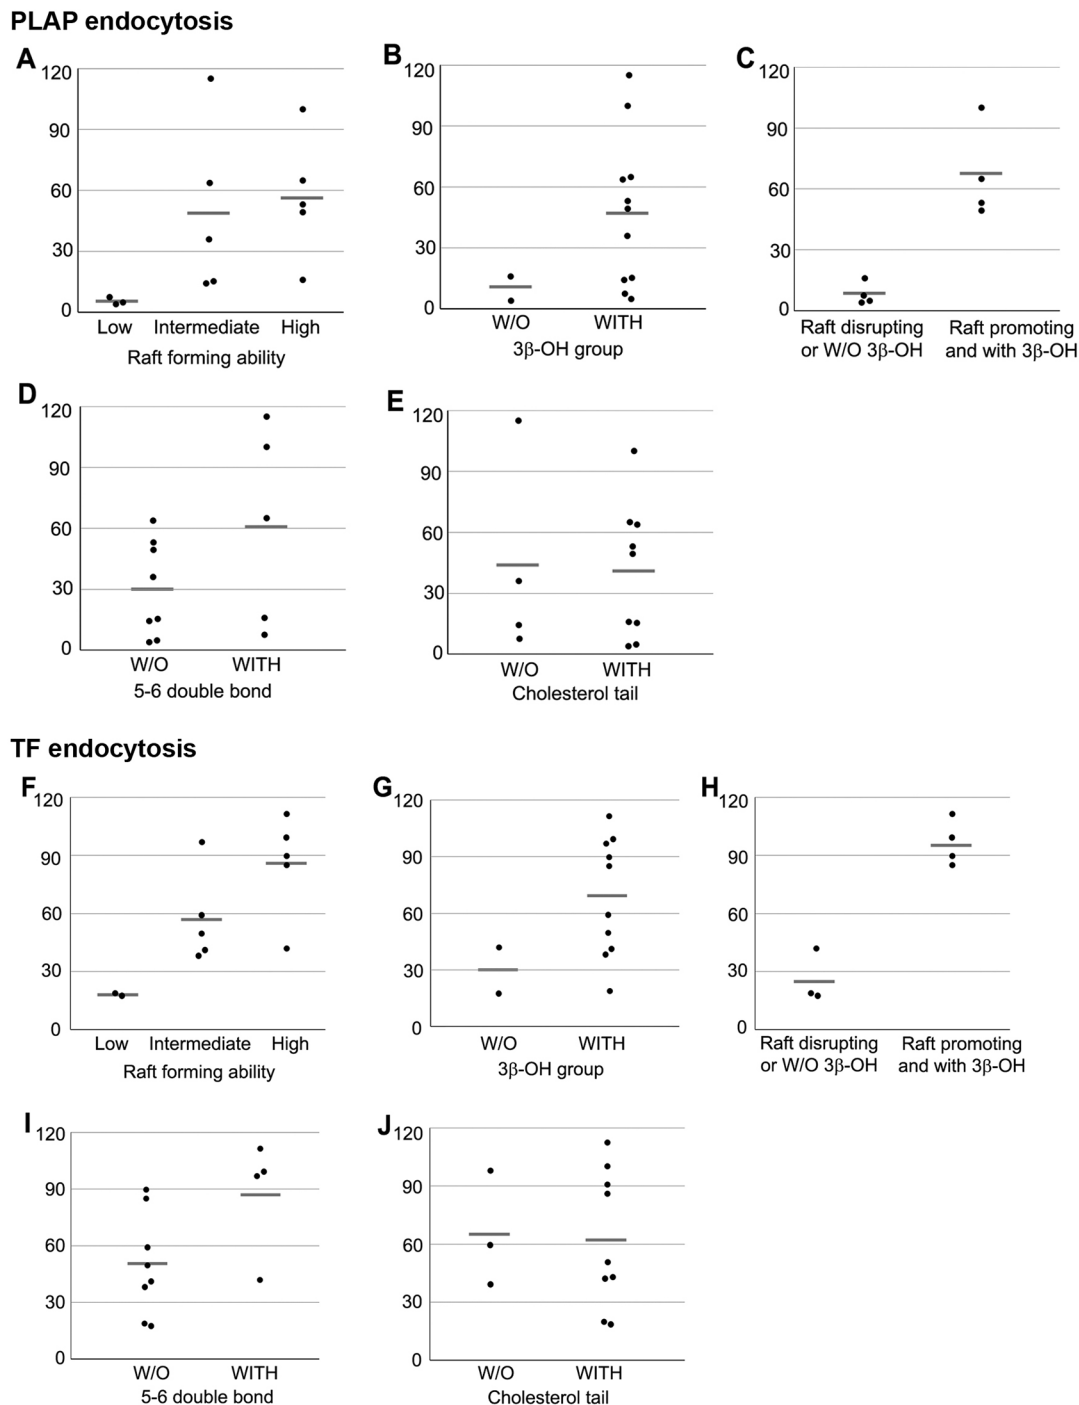 PLAP endocytosis
A
120
90
60
30
0
Low Intermediate High
Raft forming ability
B
120
90
60
30
0
W/O WITH
3β-OH group
C
120
90
60
30
0
Raft disrupting
or W/O 3β-OH
Raft promoting
and with 3β-OH
D
120
90
60
30
0
W/O WITH
5-6 double bond
E
120
90
60
30
0
W/O WITH
Cholesterol tail
TF endocytosis
F
120
90
60
30
0
Low Intermediate High
Raft forming ability
G
120
90
60
30
0
W/O WITH
3β-OH group
H
120
90
60
30
0
Raft disrupting
or W/O 3β-OH
Raft promoting
and with 3β-OH
I
120
90
60
30
0
W/O WITH
5-6 double bond
J
120
90
60
30
0
W/O WITH
Cholesterol tail